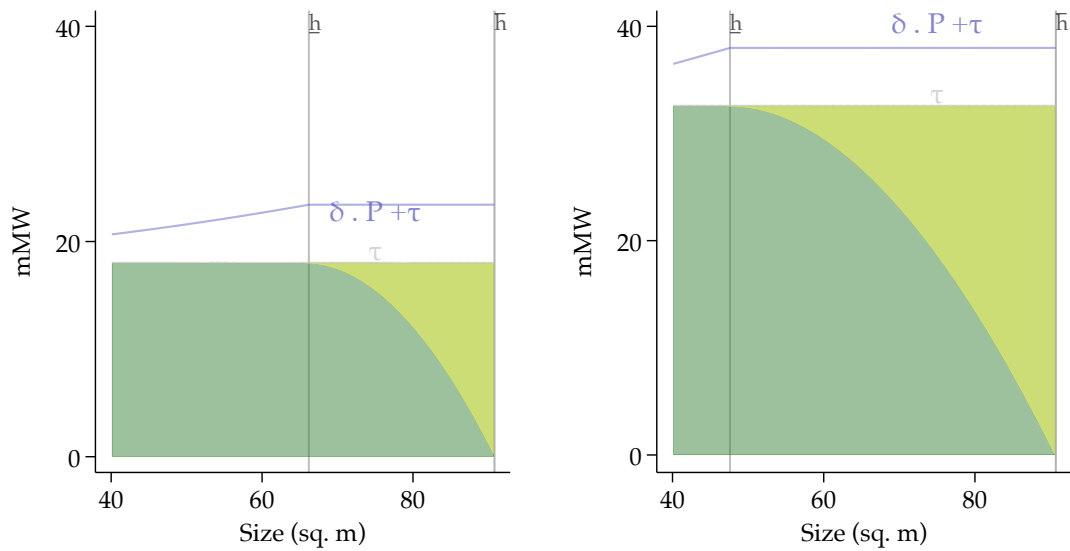 40
20
0
mMW
h
h̅
δ . P +τ
τ
40
60
80
Size (sq. m)
40
20
0
mMW
h
h̅
δ . P +τ
τ
40
60
80
Size (sq. m)